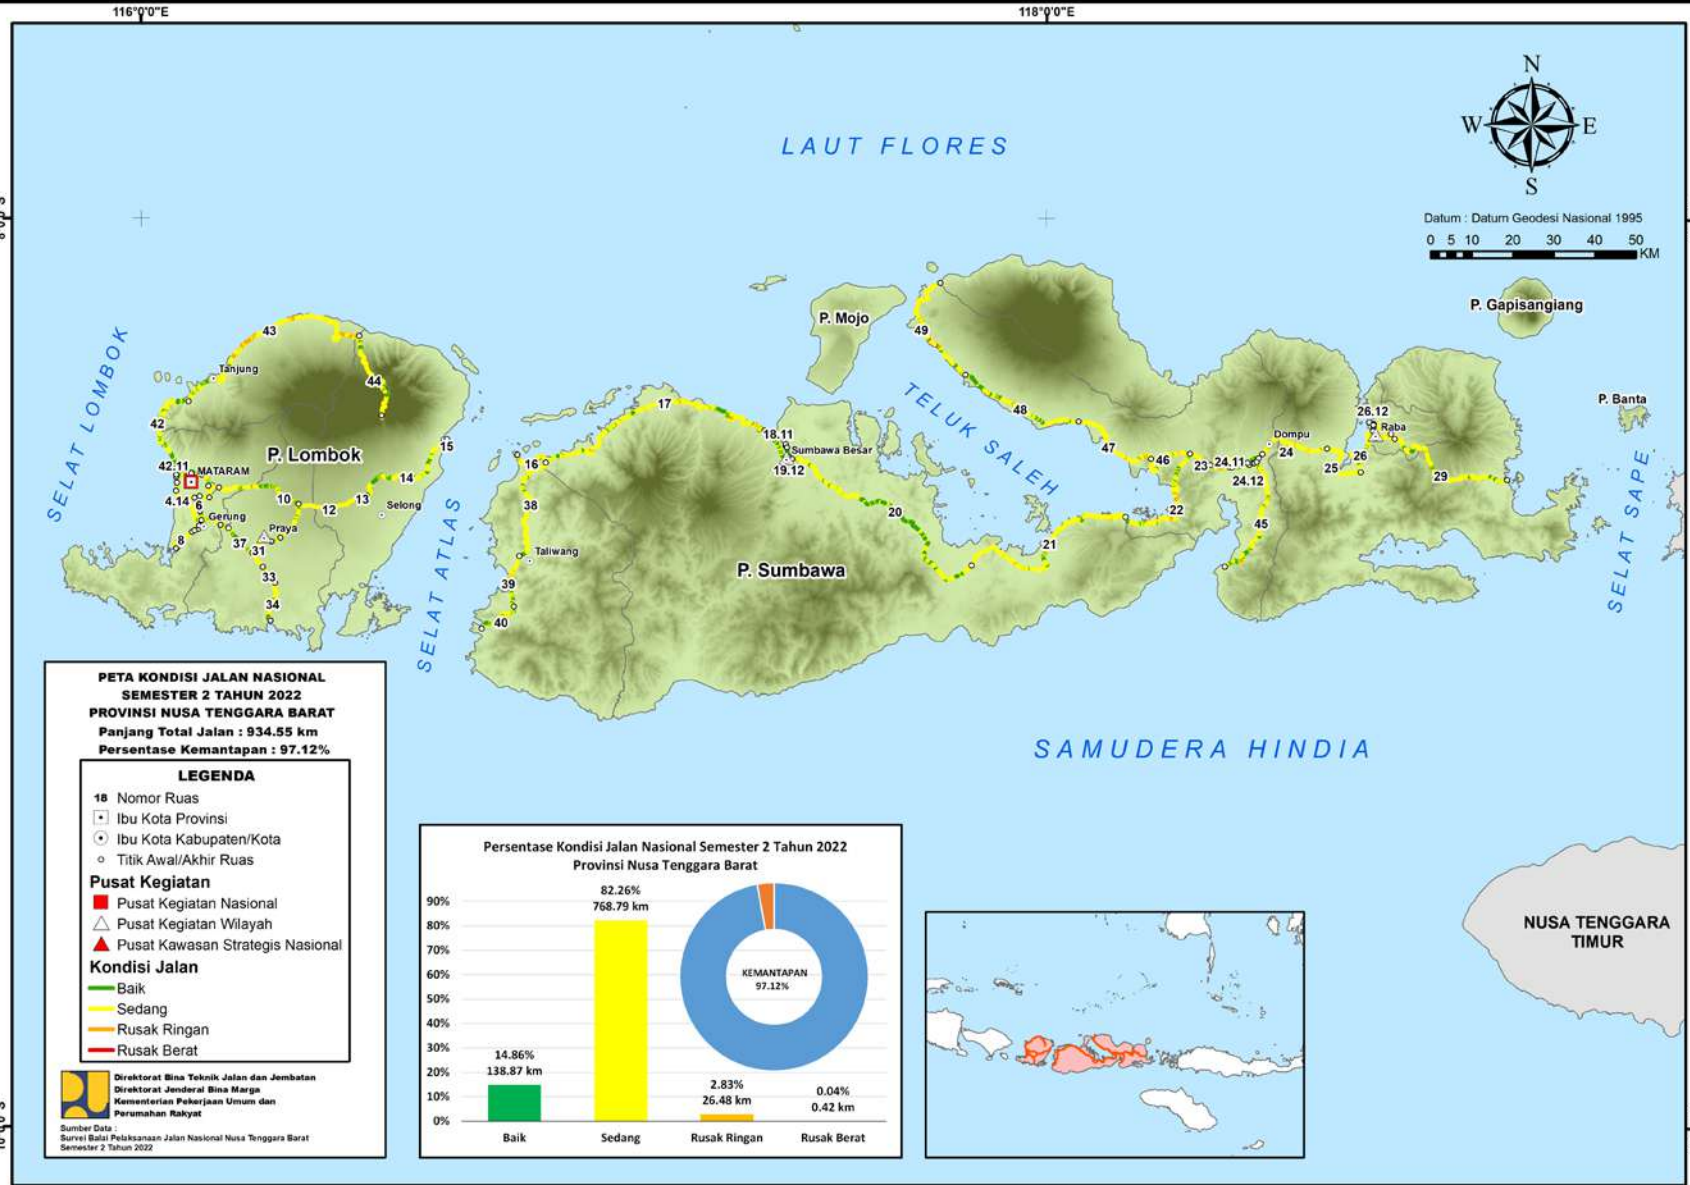 116°0'0"E
118°0'0"E
LAUT FLORES
N
W
E
S
Datum : Datum Geodesi Nasional 1995
0 5 10 20 30 40 50
KM
P. Gapisangiang
P. Mojo
P. Banta
SELAT LOMBOK
TELUK SALEH
SELAT ATLAS
SELAT SAPE
43
Tanjung
44
42
P. Lombok
15
42.11
MATARAM
14
4.14
6
10
13
12
Selong
Gerung
Praya
8
37
31
33
34
17
16
18.11
Sumbawa Besar
19.12
38
20
Taliwang
39
P. Sumbawa
40
49
48
47
46
26.12
Raba
Dompu
23
24.11
24
26
24.12
25
29
22
45
21
SAMUDERA HINDIA
NUSA TENGGARA
TIMUR
PETA KONDISI JALAN NASIONAL
SEMESTER 2 TAHUN 2022
PROVINSI NUSA TENGGARA BARAT
Panjang Total Jalan : 934.55 km
Persentase Kemantapan : 97.12%
LEGENDA
18 Nomor Ruas
Ibu Kota Provinsi
Ibu Kota Kabupaten/Kota
Titik Awal/Akhir Ruas
Pusat Kegiatan
Pusat Kegiatan Nasional
Pusat Kegiatan Wilayah
Pusat Kawasan Strategis Nasional
Kondisi Jalan
Baik
Sedang
Rusak Ringan
Rusak Berat
Direktorat Bina Teknik Jalan dan Jembatan
Direktorat Jenderal Bina Marga
Kementerian Pekerjaan Umum dan
Perumahan Rakyat
Sumber Data :
Survei Balai Pelaksanaan Jalan Nasional Nusa Tenggara Barat
Semester 2 Tahun 2022
Persentase Kondisi Jalan Nasional Semester 2 Tahun 2022
Provinsi Nusa Tenggara Barat
90%
80%
70%
60%
50%
40%
30%
20%
10%
0%
14.86%
138.87 km
82.26%
768.79 km
2.83%
26.48 km
0.04%
0.42 km
KEMANTAPAN
97.12%
Baik
Sedang
Rusak Ringan
Rusak Berat